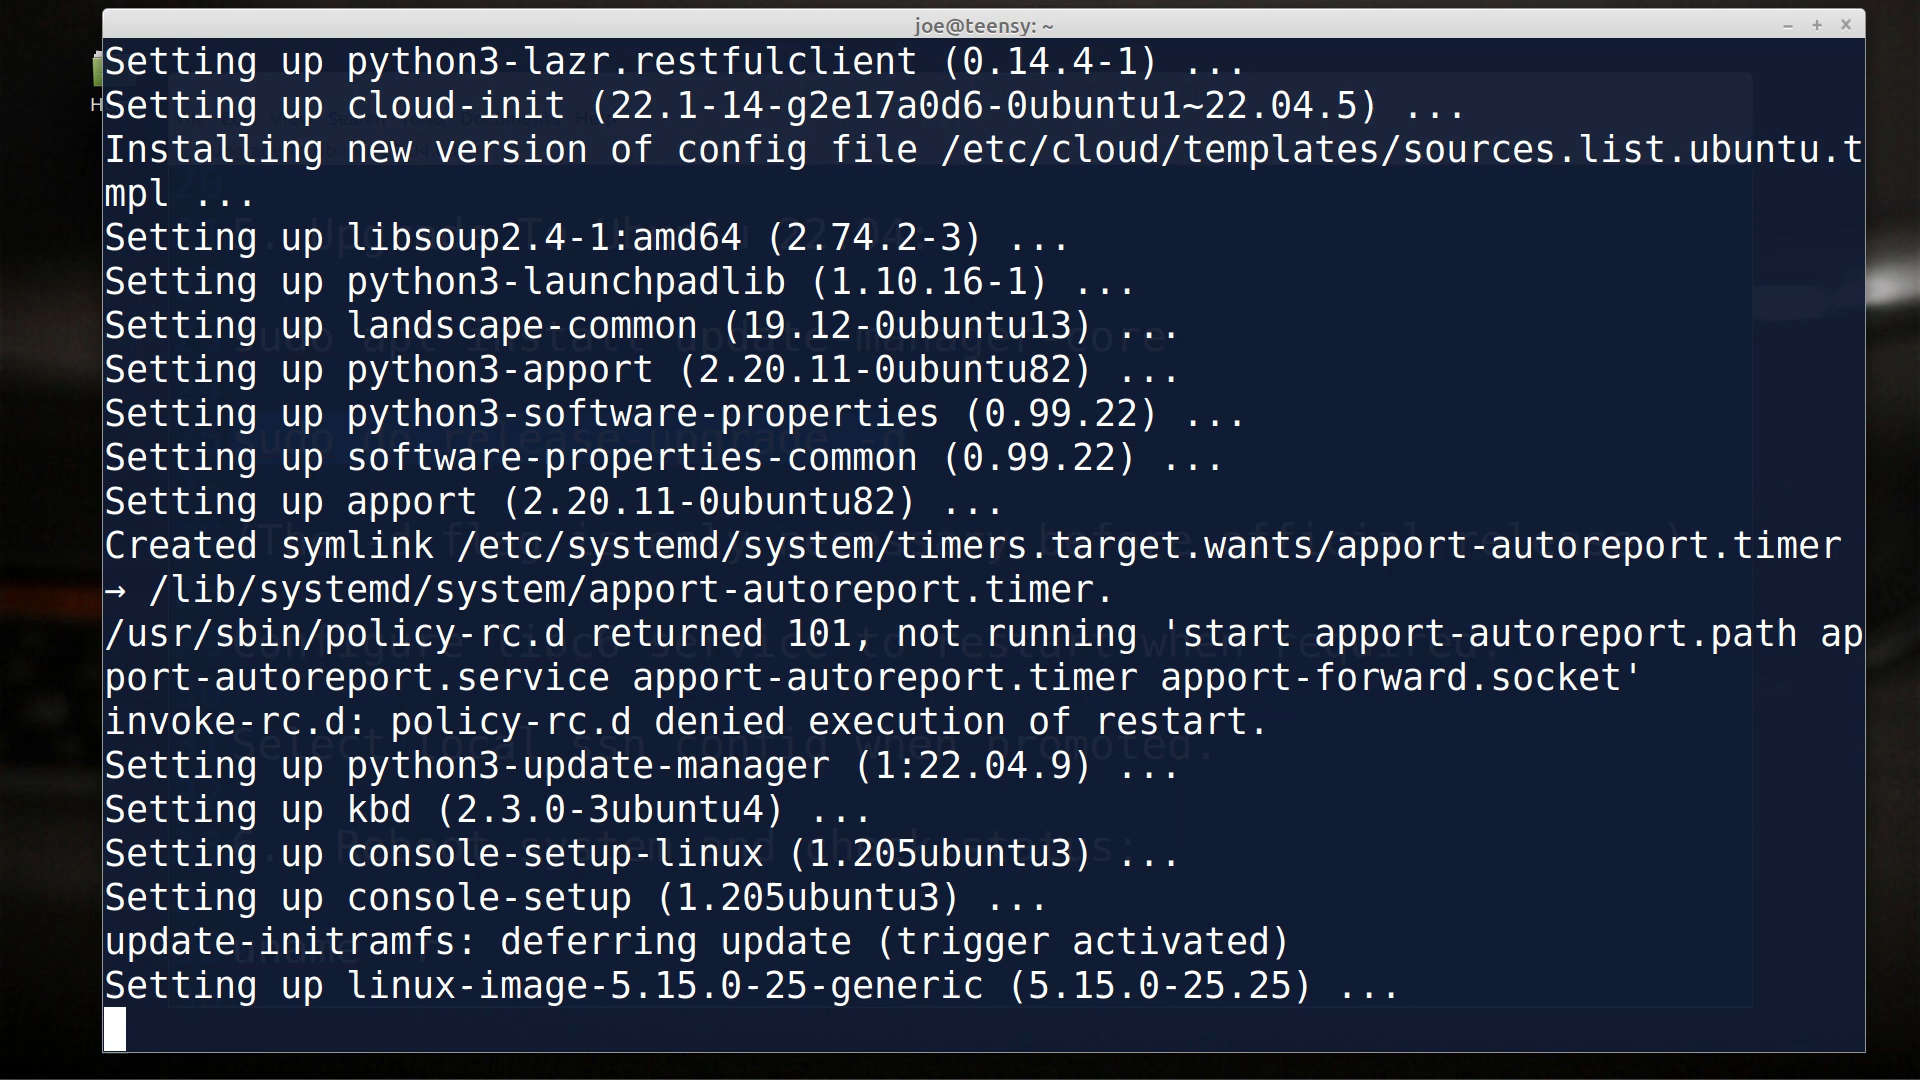 joe@teensy: ~
Setting up python3-lazr.restfulclient (0.14.4-1) ...
Setting up cloud-init (22.1-14-g2e17a0d6-0ubuntu1~22.04.5) ...
Installing new version of config file /etc/cloud/templates/sources.list.ubuntu.t
mpl ...
Setting up libsoup2.4-1:amd64 (2.74.2-3) ...
Setting up python3-launchpadlib (1.10.16-1) ...
Setting up landscape-common (19.12-0ubuntu13) ...
Setting up python3-apport (2.20.11-0ubuntu82) ...
Setting up python3-software-properties (0.99.22) ...
Setting up software-properties-common (0.99.22) ...
Setting up apport (2.20.11-0ubuntu82) ...
Created symlink /etc/systemd/system/timers.target.wants/apport-autoreport.timer
→ /lib/systemd/system/apport-autoreport.timer.
/usr/sbin/policy-rc.d returned 101, not running 'start apport-autoreport.path ap
port-autoreport.service apport-autoreport.timer apport-forward.socket'
invoke-rc.d: policy-rc.d denied execution of restart.
Setting up python3-update-manager (1:22.04.9) ...
Setting up kbd (2.3.0-3ubuntu4) ...
Setting up console-setup-linux (1.205ubuntu3) ...
Setting up console-setup (1.205ubuntu3) ...
update-initramfs: deferring update (trigger activated)
Setting up linux-image-5.15.0-25-generic (5.15.0-25.25) ...